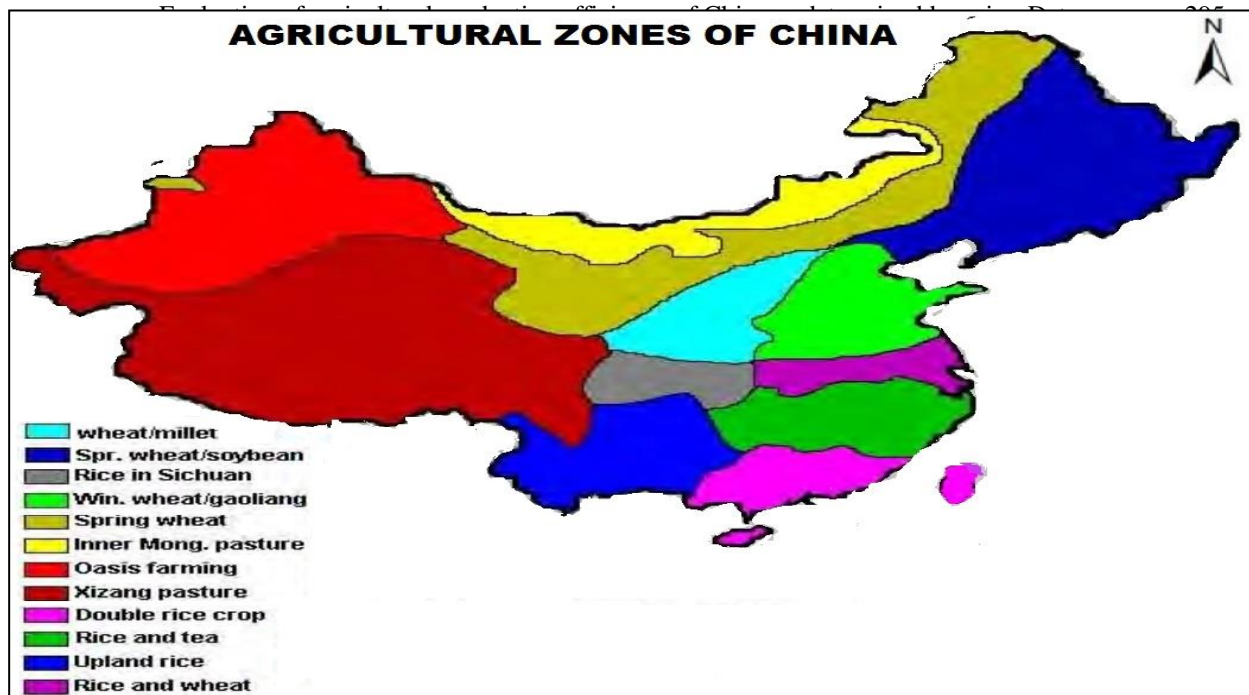 AGRICULTURAL ZONES OF CHINA
N
wheat/millet
Spr. wheat/soybean
Rice in Sichuan
Win. wheat/gaoliang
Spring wheat
Inner Mong. pasture
Oasis farming
Xizang pasture
Double rice crop
Rice and tea
Upland rice
Rice and wheat